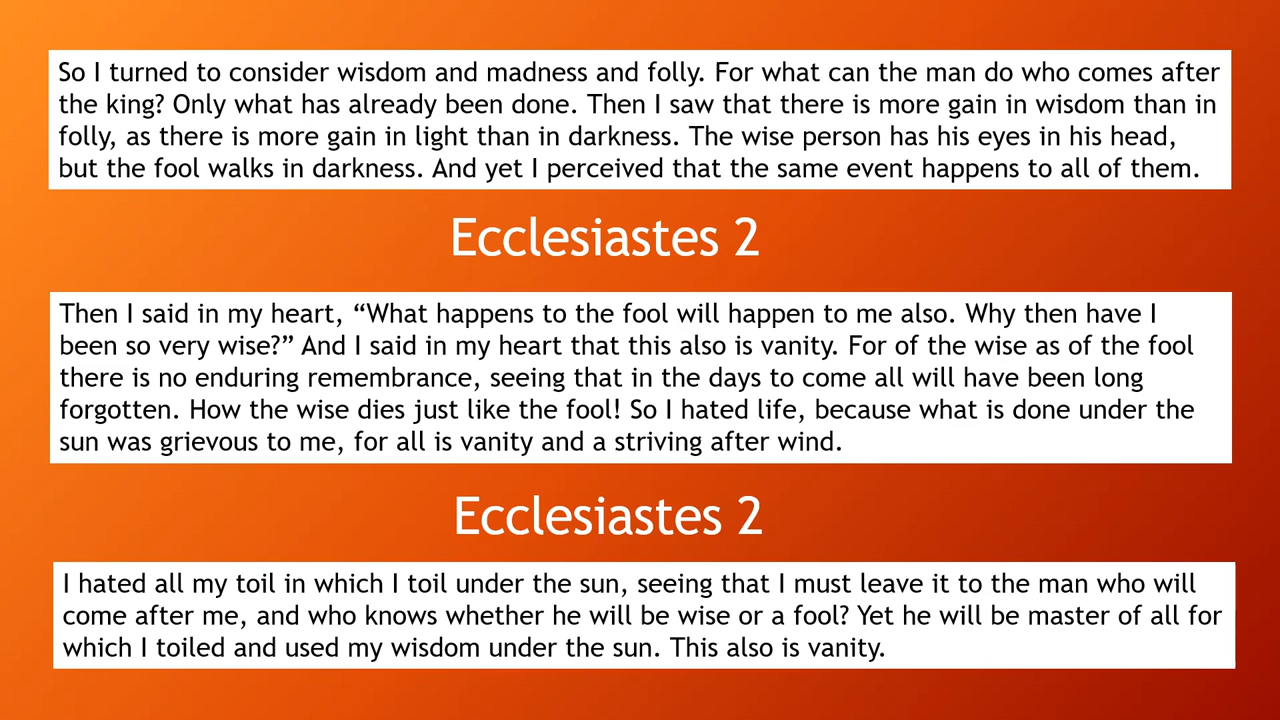 So I turned to consider wisdom and madness and folly. For what can the man do who comes after
the king? Only what has already been done. Then I saw that there is more gain in wisdom than in
folly, as there is more gain in light than in darkness. The wise person has his eyes in his head,
but the fool walks in darkness. And yet I perceived that the same event happens to all of them.
Ecclesiastes 2
Then I said in my heart, “What happens to the fool will happen to me also. Why then have I
been so very wise?” And I said in my heart that this also is vanity. For of the wise as of the fool
there is no enduring remembrance, seeing that in the days to come all will have been long
forgotten. How the wise dies just like the fool! So I hated life, because what is done under the
sun was grievous to me, for all is vanity and a striving after wind.
Ecclesiastes 2
I hated all my toil in which I toil under the sun, seeing that I must leave it to the man who will
come after me, and who knows whether he will be wise or a fool? Yet he will be master of all for
which I toiled and used my wisdom under the sun. This also is vanity.